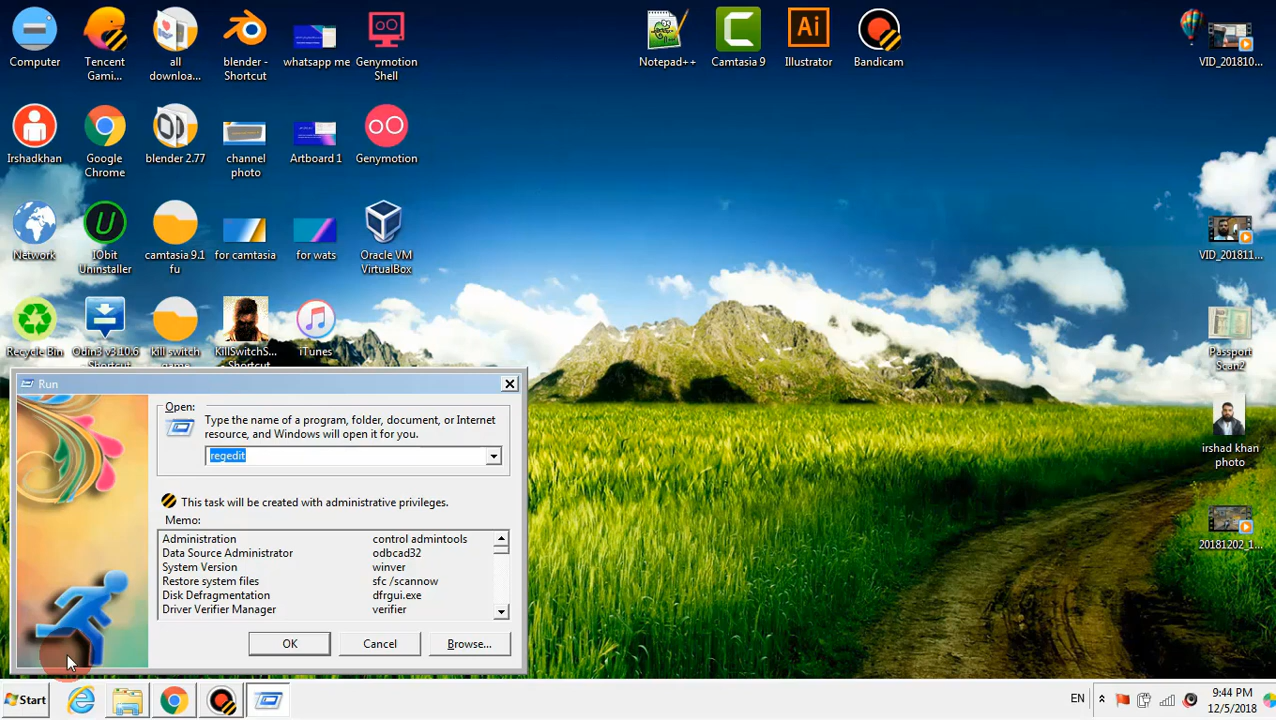 Computer
Tencent
Gami...
all
downloa...
blender -
Shortcut
whatsapp me
Genymotion
Shell
Notepad++
Camtasia 9
Ai
Illustrator
Bandicam
VID_201810...
Irshadkhan
Google
Chrome
blender 2.77
channel
photo
Artboard 1
Genymotion
Network
IObit
Uninstaller
camtasia 9.1
fu
for camtasia
for wats
Oracle VM
VirtualBox
VID_201811...
Recycle Bin
Odin3 v3.10.6
Shortcut
kill switch
game
KillSwitchS...
Shortcut
iTunes
Passport
Scan2
irshad khan
photo
20181202_1...
Run
Open:
Type the name of a program, folder, document, or Internet
resource, and Windows will open it for you.
regedit
This task will be created with administrative privileges.
Memo:
Administration control admintools
Data Source Administrator odbcad32
System Version winver
Restore system files sfc /scannow
Disk Defragmentation dfrgui.exe
Driver Verifier Manager verifier
OK Cancel Browse...
Start
EN
9:44 PM
12/5/2018